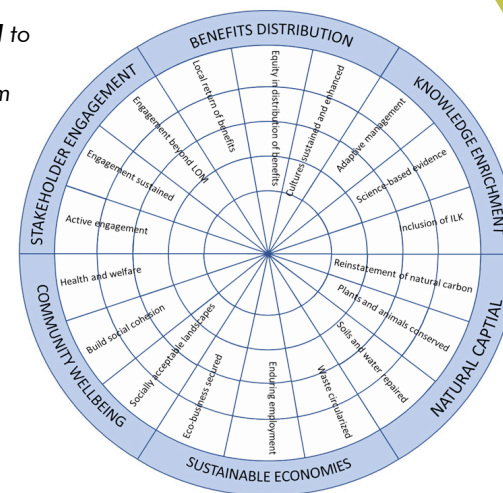 l to
m
BENEFITS DISTRIBUTION
KNOWLEDGE ENRICHMENT
NATURAL CAPTIAL
SUSTAINABLE ECONOMIES
COMMUNITY WELLBEING
STAKEHOLDER ENGAGEMENT
Local return of benefits
Equity in distribution of benefits
Cultures sustained and enhanced
Adaptive management
Science-based evidence
Inclusion of ILK
Reinstatement of natural carbon
Plants and animals conserved
Soils and water repaired
Waste circularized
Enduring employment
Eco-business secured
Socially acceptable landscapes
Build social cohesion
Health and welfare
Active engagement
Engagement sustained
Engagement beyond LOM